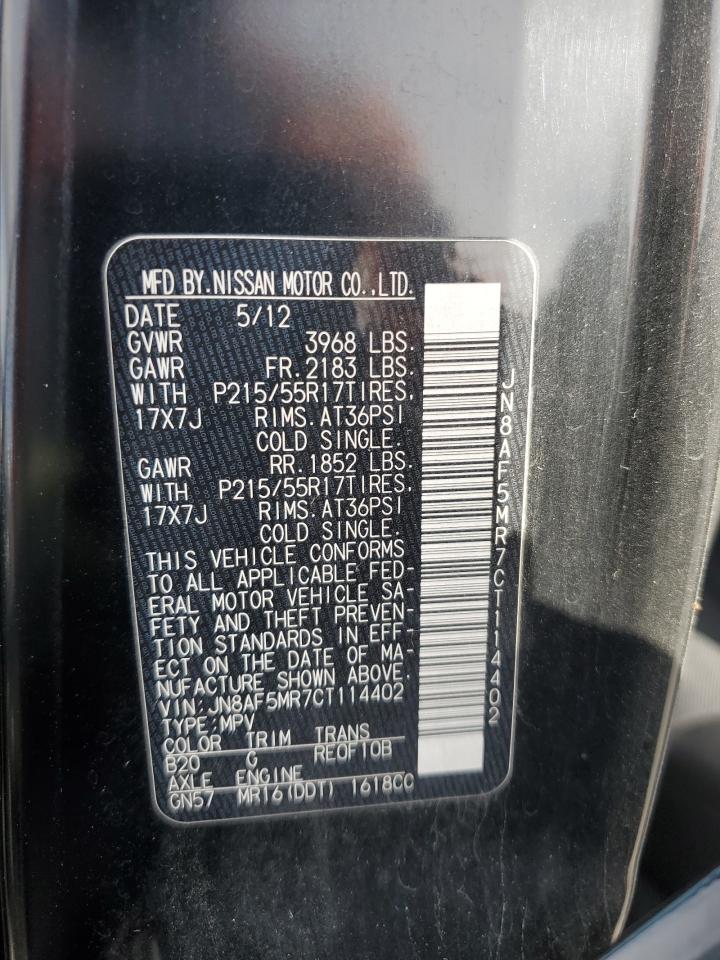 MFD BY.NISSAN MOTOR CO.,LTD.
DATE 5/12
GVWR 3968 LBS.
GAWR FR.2183 LBS.
WITH P215/55R17TIRES,
17X7J RIMS.AT36PSI
COLD SINGLE.
GAWR RR.1852 LBS.
WITH P215/55R17TIRES,
17X7J RIMS.AT36PSI
COLD SINGLE.
THIS VEHICLE CONFORMS
TO ALL APPLICABLE FED-
ERAL MOTOR VEHICLE SA-
FETY AND THEFT PREVEN-
TION STANDARDS IN EFF-
ECT ON THE DATE OF MA-
NUFACTURE SHOWN ABOVE.
VIN:JN8AF5MR7CT114402
TYPE:MPV
COLOR TRIM TRANS
B20 G RE0F10B
AXLE ENGINE
GN57 MR16(DDT) 1618CC
JN8AF5MR7CT114402